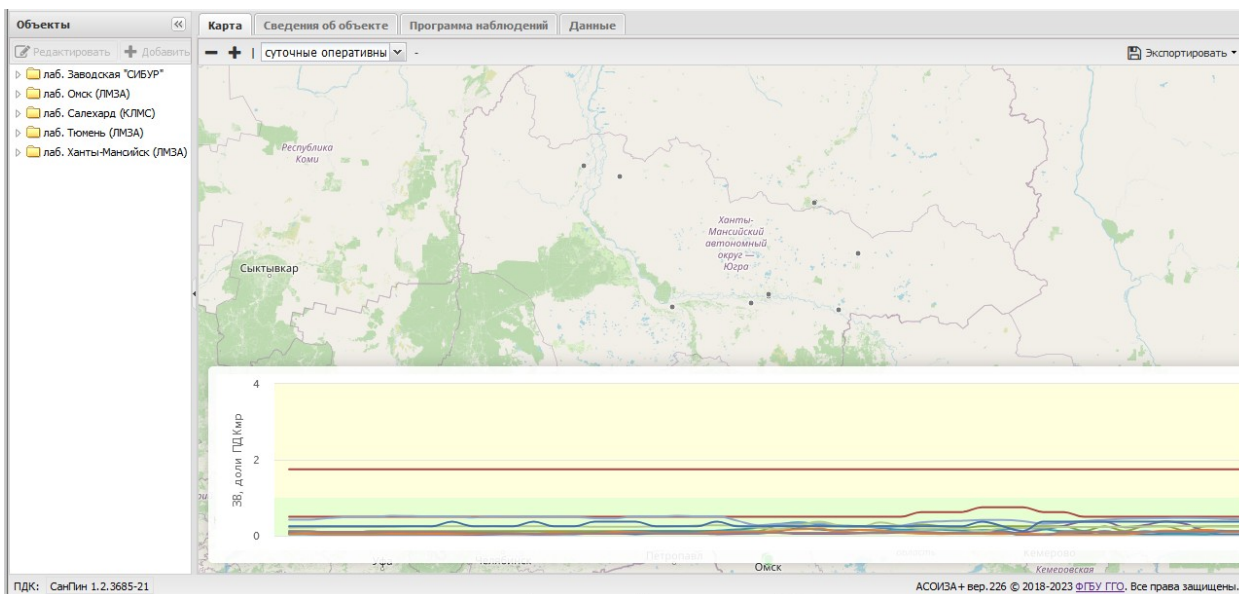 Объекты
Карта
Сведения об объекте
Программа наблюдений
Данные
Редактировать
Добавить
суточные оперативны
-
Экспортировать
лаб. Заводская "СИБУР"
лаб. Омск (ЛМЗА)
лаб. Салехард (КЛМС)
лаб. Тюмень (ЛМЗА)
лаб. Ханты-Мансийск (ЛМЗА)
Республика
Коми
Ханты-
Мансийский
автономный
округ —
Югра
Сыктывкар
4
2
0
ЗВ, доли ПДКмр
Петропавл
Омск
Кемерово
Кемеровская
ПДК: СанПин 1.2.3685-21
АСОИЗА+ вер.226 © 2018-2023 ФГБУ ГГО. Все права защищены.